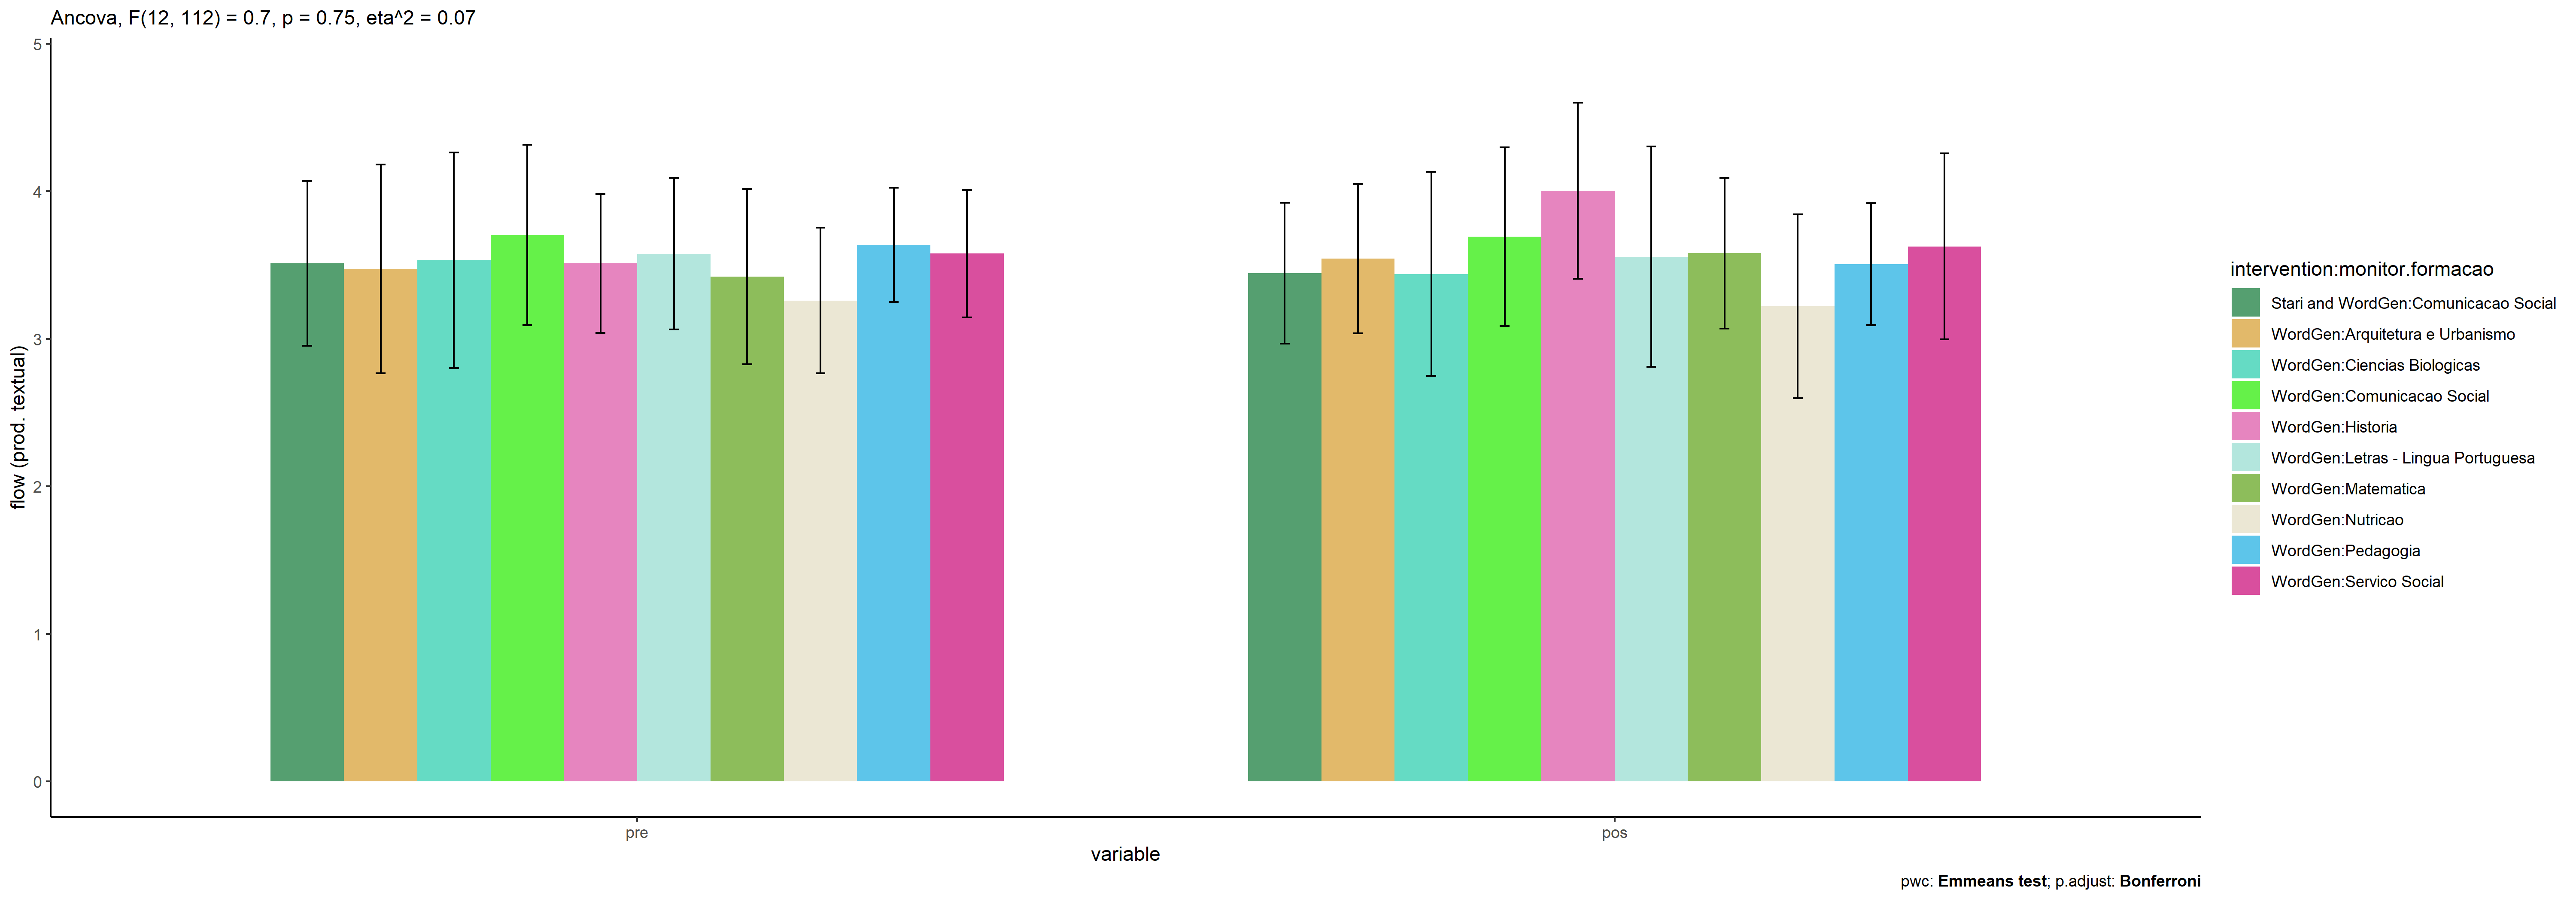 Ancova, F(12, 112) = 0.7, p = 0.75, eta^2 = 0.07
5
4
3
2
1
0
flow (prod. textual)
pre
pos
variable
intervention:monitor.formacao
Stari and WordGen:Comunicacao Social
WordGen:Arquitetura e Urbanismo
WordGen:Ciencias Biologicas
WordGen:Comunicacao Social
WordGen:Historia
WordGen:Letras - Lingua Portuguesa
WordGen:Matematica
WordGen:Nutricao
WordGen:Pedagogia
WordGen:Servico Social
pwc: Emmeans test; p.adjust: Bonferroni